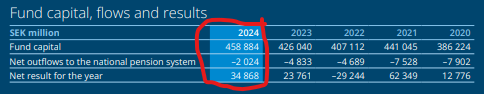 Fund capital, flows and results
SEK million 2024 2023 2022 2021 2020
Fund capital 458 884 426 040 407 112 441 045 386 224
Net outflows to the national pension system –2 024 –4 833 –4 689 –7 528 –7 902
Net result for the year 34 868 23 761 –29 244 62 349 12 776